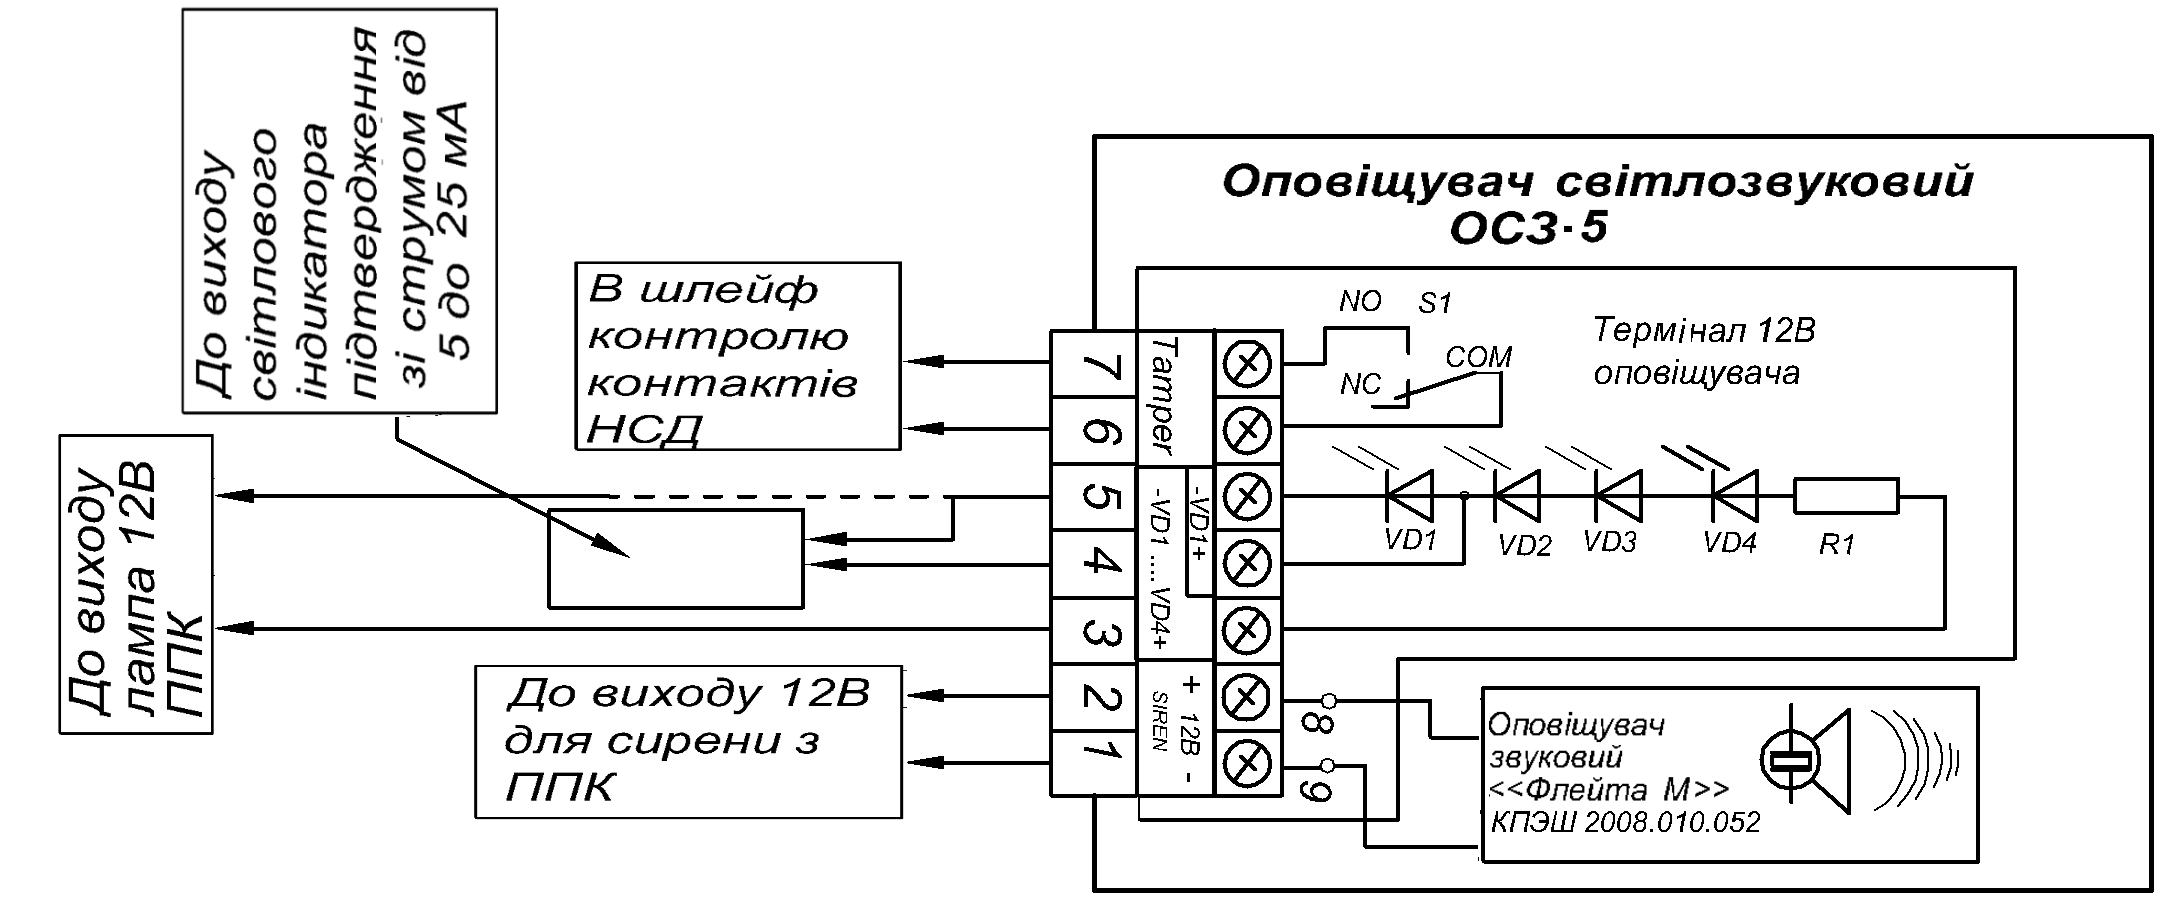 До виходу
світлового
індикатора
підтвердження
зі струмом від
5 до 25 мА
Оповіщувач світлозвуковий
ОСЗ-5
В шлейф
контролю
контактів
НСД
До виходу
лампа 12В
ППК
До виходу 12В
для сирени з
ППК
7
6
5
4
3
2
1
Tamper
-VD1+
-VD1....VD4+
+ 12В -
SIREN
NO S1
COM
NC
Термінал 12В
оповіщувача
VD1 VD2 VD3 VD4 R1
8
9
Оповіщувач
звуковий
<<Флейта М>>
КПЭШ 2008.010.052